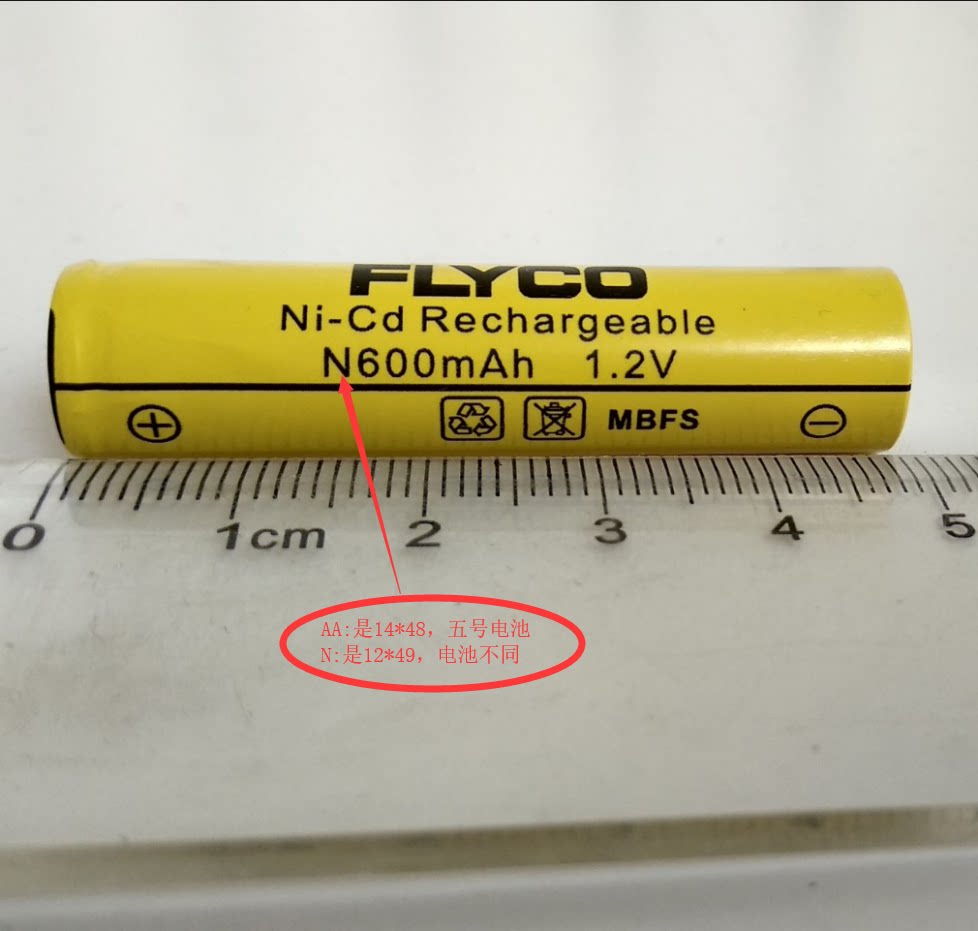 FLYCO
Ni-Cd Rechargeable
N600mAh 1.2V
MBFS
0 1cm 2 3 4 5
AA:是14*48，五号电池
N:是12*49，电池不同